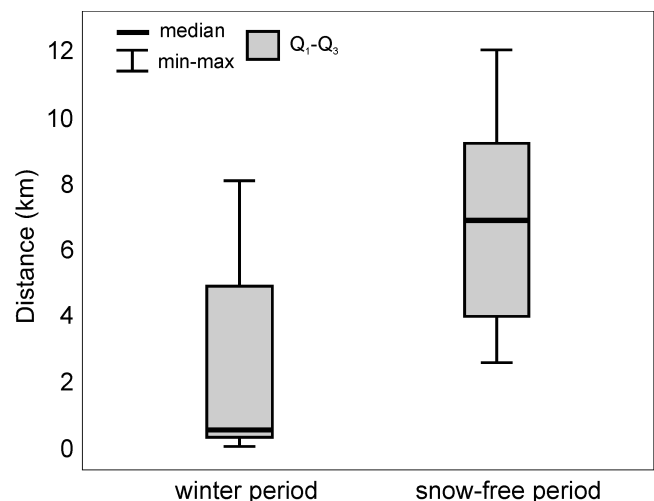 median
min-max
Q₁-Q₃
12
10
8
6
4
2
0
Distance (km)
winter period
snow-free period